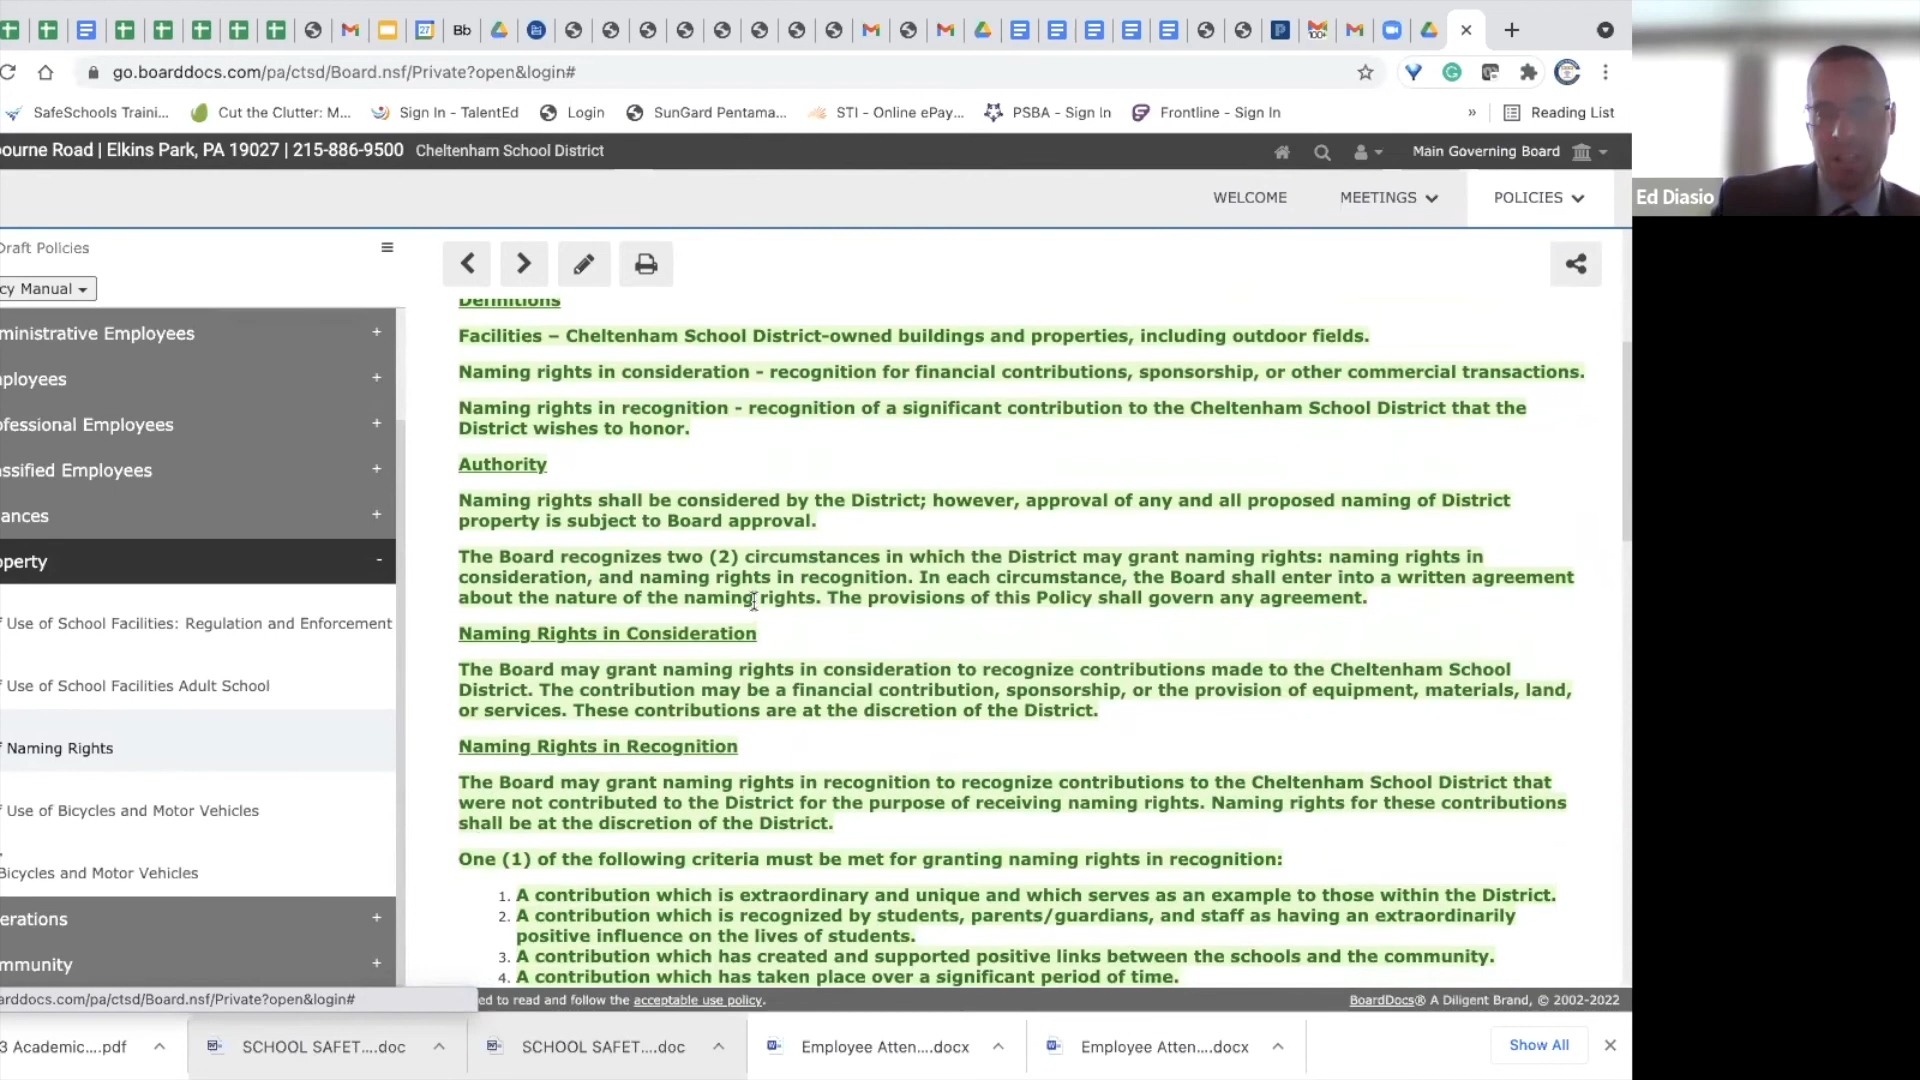 27
Bb
100+
go.boarddocs.com/pa/ctsd/Board.nsf/Private?open&login#
SafeSchools Traini...
Cut the Clutter: M...
Sign In - TalentEd
Login
SunGard Pentama...
STI - Online ePay...
PSBA - Sign In
Frontline - Sign In
»
Reading List
ourne Road | Elkins Park, PA 19027 | 215-886-9500 Cheltenham School District
Main Governing Board
WELCOME
MEETINGS
POLICIES
Ed Diasio
Draft Policies
cy Manual
ministrative Employees +
ployees +
ofessional Employees +
assified Employees +
ances +
operty -
f Use of School Facilities: Regulation and Enforcement
f Use of School Facilities Adult School
f Naming Rights
f Use of Bicycles and Motor Vehicles
Bicycles and Motor Vehicles
erations +
mmunity +
Definitions
Facilities – Cheltenham School District-owned buildings and properties, including outdoor fields.
Naming rights in consideration - recognition for financial contributions, sponsorship, or other commercial transactions.
Naming rights in recognition - recognition of a significant contribution to the Cheltenham School District that the
District wishes to honor.
Authority
Naming rights shall be considered by the District; however, approval of any and all proposed naming of District
property is subject to Board approval.
The Board recognizes two (2) circumstances in which the District may grant naming rights: naming rights in
consideration, and naming rights in recognition. In each circumstance, the Board shall enter into a written agreement
about the nature of the naming rights. The provisions of this Policy shall govern any agreement.
Naming Rights in Consideration
The Board may grant naming rights in consideration to recognize contributions made to the Cheltenham School
District. The contribution may be a financial contribution, sponsorship, or the provision of equipment, materials, land,
or services. These contributions are at the discretion of the District.
Naming Rights in Recognition
The Board may grant naming rights in recognition to recognize contributions to the Cheltenham School District that
were not contributed to the District for the purpose of receiving naming rights. Naming rights for these contributions
shall be at the discretion of the District.
One (1) of the following criteria must be met for granting naming rights in recognition:
1. A contribution which is extraordinary and unique and which serves as an example to those within the District.
2. A contribution which is recognized by students, parents/guardians, and staff as having an extraordinarily
positive influence on the lives of students.
3. A contribution which has created and supported positive links between the schools and the community.
4. A contribution which has taken place over a significant period of time.
arddocs.com/pa/ctsd/Board.nsf/Private?open&login#
ed to read and follow the acceptable use policy.
BoardDocs® A Diligent Brand, © 2002-2022
3 Academic....pdf
SCHOOL SAFET....doc
SCHOOL SAFET....doc
Employee Atten....docx
Employee Atten....docx
Show All